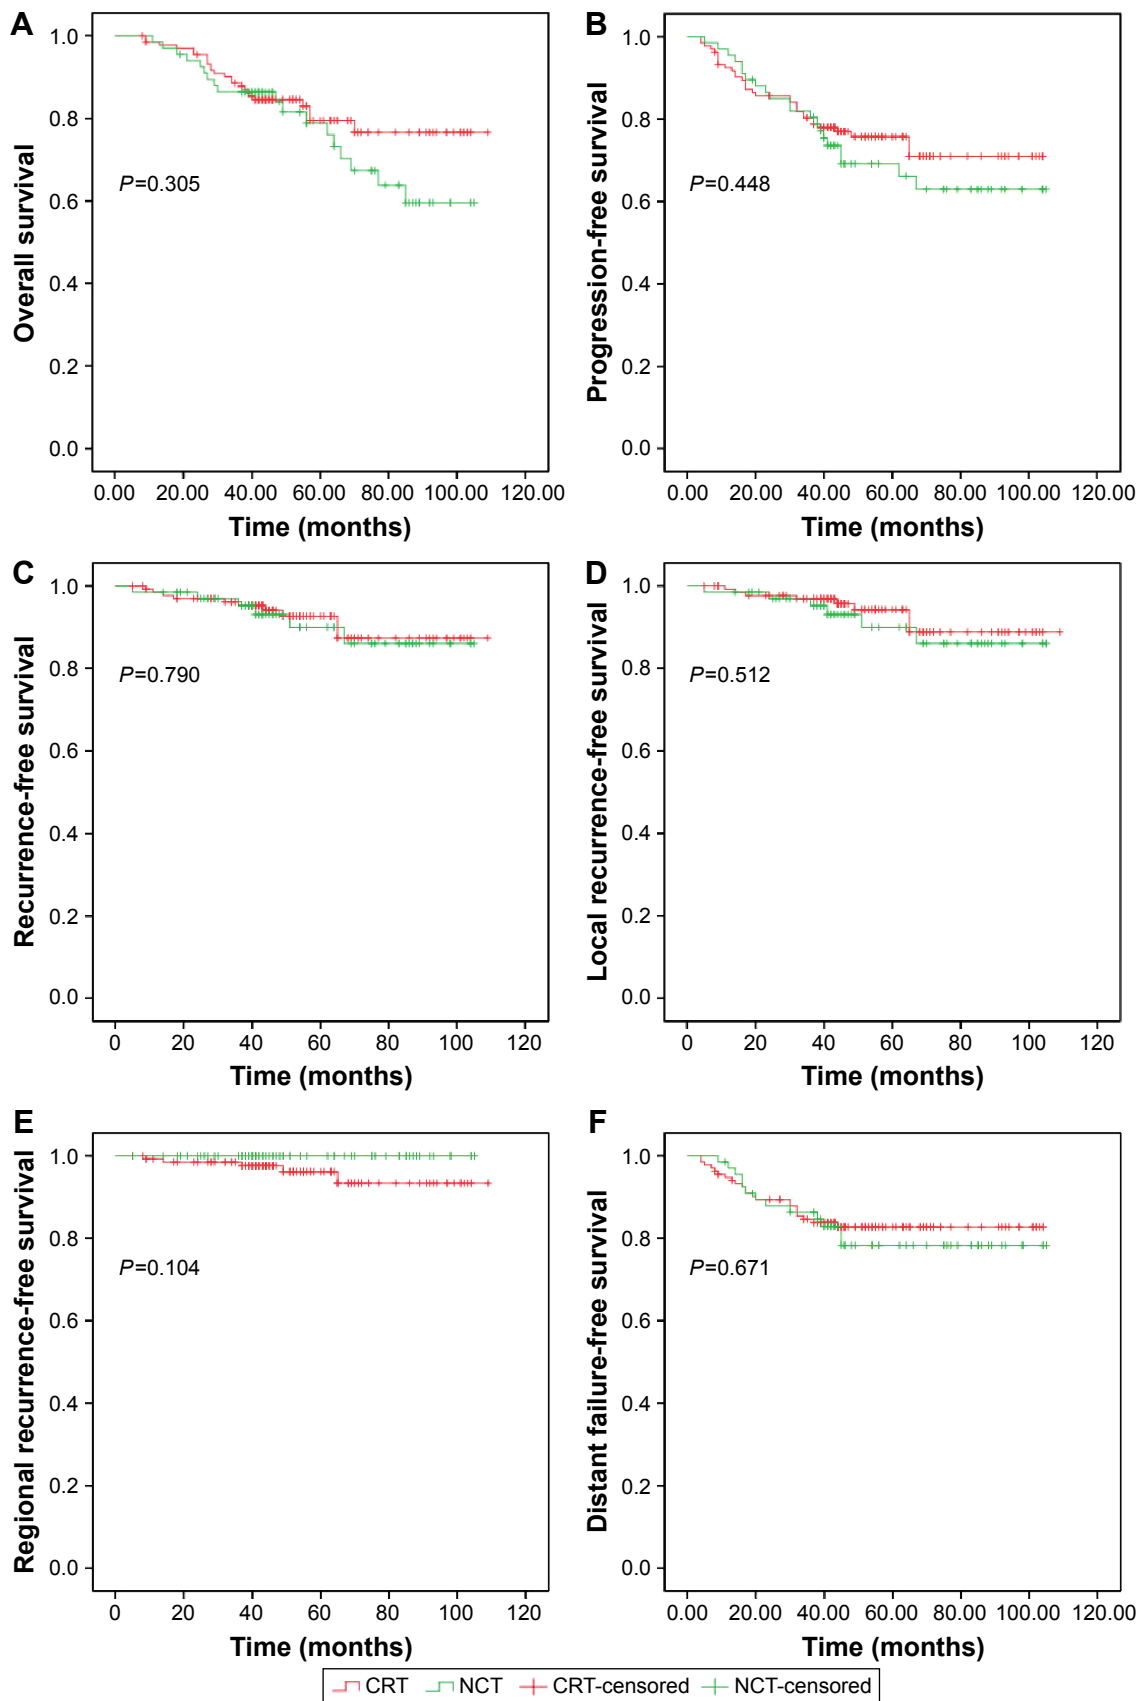 A
Overall survival
1.0
0.8
0.6
0.4
0.2
0.0
P=0.305
0.00 20.00 40.00 60.00 80.00 100.00 120.00
Time (months)
B
Progression-free survival
1.0
0.8
0.6
0.4
0.2
0.0
P=0.448
0.00 20.00 40.00 60.00 80.00 100.00 120.00
Time (months)
C
Recurrence-free survival
1.0
0.8
0.6
0.4
0.2
0.0
P=0.790
0 20 40 60 80 100 120
Time (months)
D
Local recurrence-free survival
1.0
0.8
0.6
0.4
0.2
0.0
P=0.512
0 20 40 60 80 100 120
Time (months)
E
Regional recurrence-free survival
1.0
0.8
0.6
0.4
0.2
0.0
P=0.104
0 20 40 60 80 100 120
Time (months)
F
Distant failure-free survival
1.0
0.8
0.6
0.4
0.2
0.0
P=0.671
0.00 20.00 40.00 60.00 80.00 100.00 120.00
Time (months)
CRT NCT CRT-censored NCT-censored